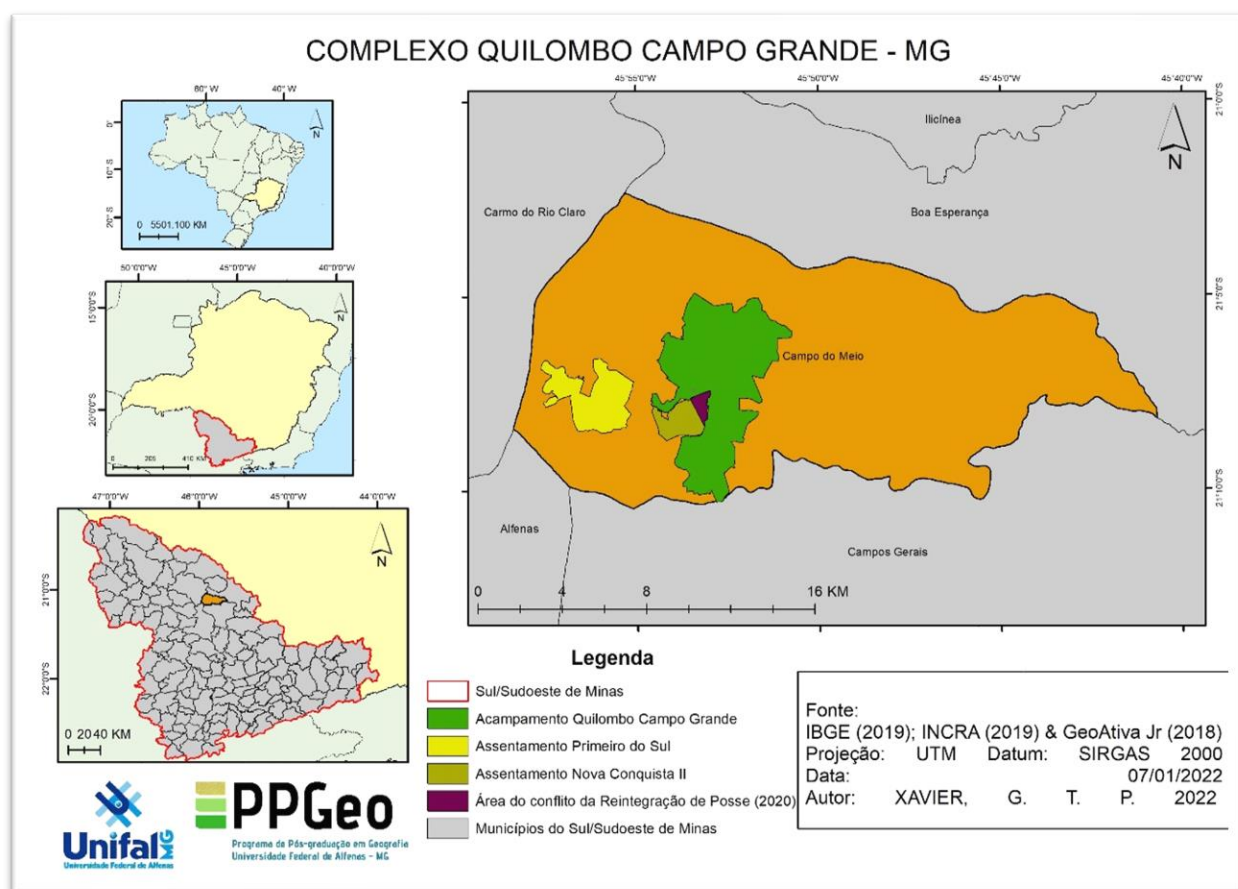 COMPLEXO QUILOMBO CAMPO GRANDE - MG
80° W 40° W
0°
10°S
20°S
N
0 5501.100 KM
50°0'0"W 45°0'0"W 40°0'0"W
15°0'0"S
20°0'0"S
N
0 205 410 KM
47°0'0"W 46°0'0"W 45°0'0"W 44°0'0"W
21°0'0"S
22°0'0"S
N
0 2040 KM
45°55'0"W 45°50'0"W 45°45'0"W 45°40'0"W
21°0'0"S
21°5'0"S
21°10'0"S
Ilicínea
N
Carmo do Rio Claro
Boa Esperança
Campo do Meio
Alfenas
Campos Gerais
0 4 8 16 KM
Legenda
Sul/Sudoeste de Minas
Acampamento Quilombo Campo Grande
Assentamento Primeiro do Sul
Assentamento Nova Conquista II
Área do conflito da Reintegração de Posse (2020)
Municípios do Sul/Sudoeste de Minas
Fonte:
IBGE (2019); INCRA (2019) & GeoAtiva Jr (2018)
Projeção: UTM Datum: SIRGAS 2000
Data: 07/01/2022
Autor: XAVIER, G. T. P. 2022
Unifal MG
Universidade Federal de Alfenas
PPGeo
Programa de Pós-graduação em Geografia
Universidade Federal de Alfenas - MG